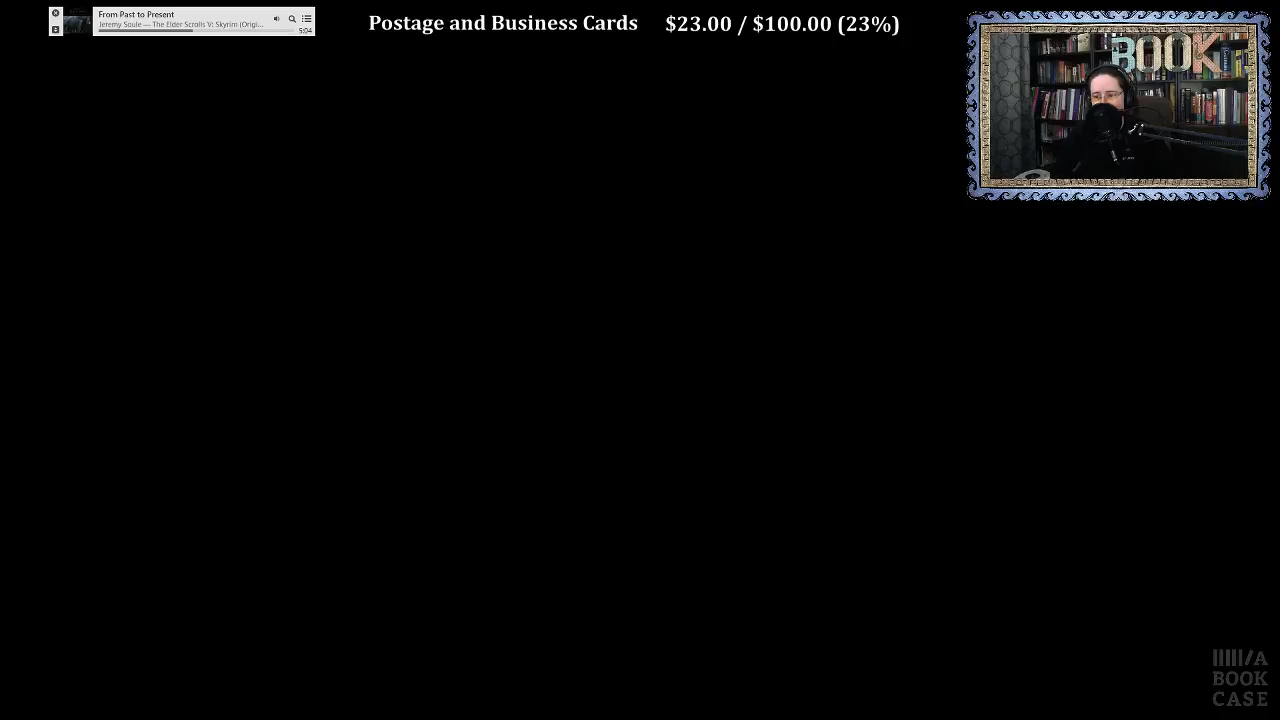 From Past to Present
Jeremy Soule — The Elder Scrolls V: Skyrim (Origi...
5:04
Postage and Business Cards $23.00 / $100.00 (23%)
BOOK
A
BOOK
CASE